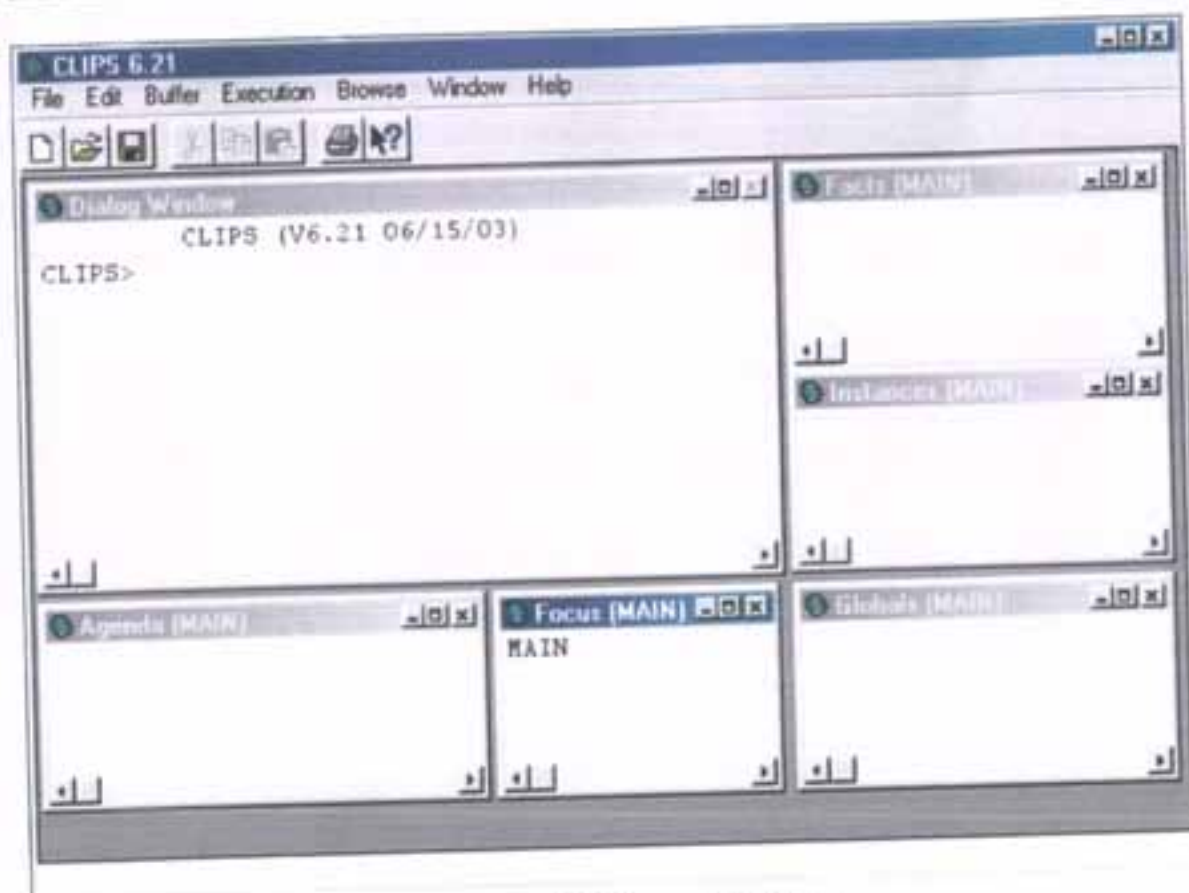 CLIPS 6.21
File Edit Buffer Execution Browse Window Help
Dialog Window
CLIPS (V6.21 06/15/03)
CLIPS>
Facts (MAIN)
Instances (MAIN)
Agenda (MAIN)
Focus (MAIN)
MAIN
Globals (MAIN)